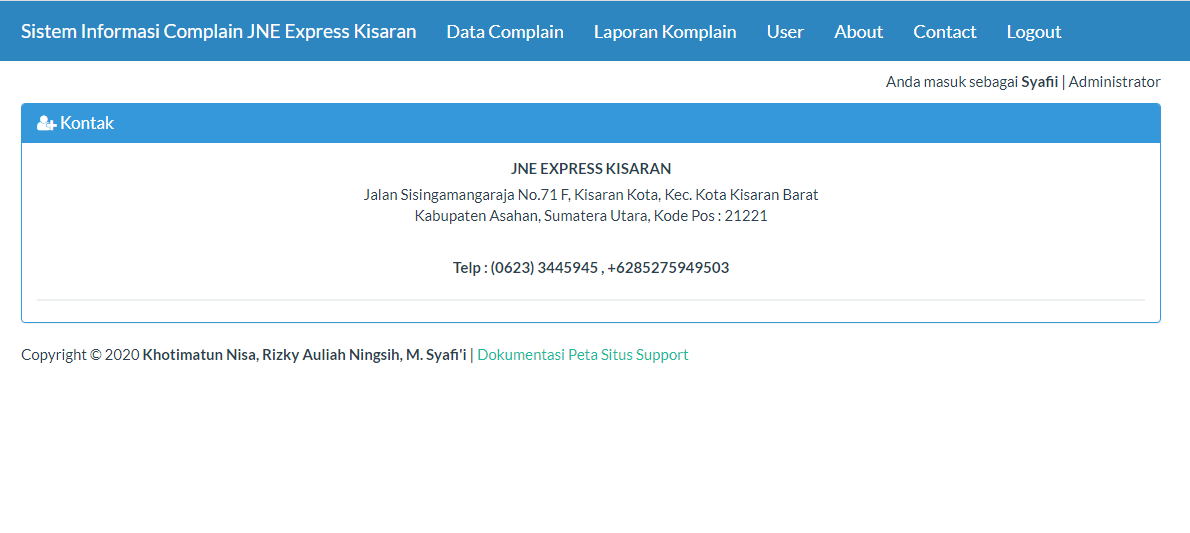 Sistem Informasi Complain JNE Express Kisaran Data Complain Laporan Komplain User About Contact Logout
Anda masuk sebagai Syafii | Administrator
Kontak
JNE EXPRESS KISARAN
Jalan Sisingamangaraja No.71 F, Kisaran Kota, Kec. Kota Kisaran Barat
Kabupaten Asahan, Sumatera Utara, Kode Pos : 21221
Telp : (0623) 3445945 , +6285275949503
Copyright © 2020 Khotimatun Nisa, Rizky Auliah Ningsih, M. Syafi'i | Dokumentasi Peta Situs Support